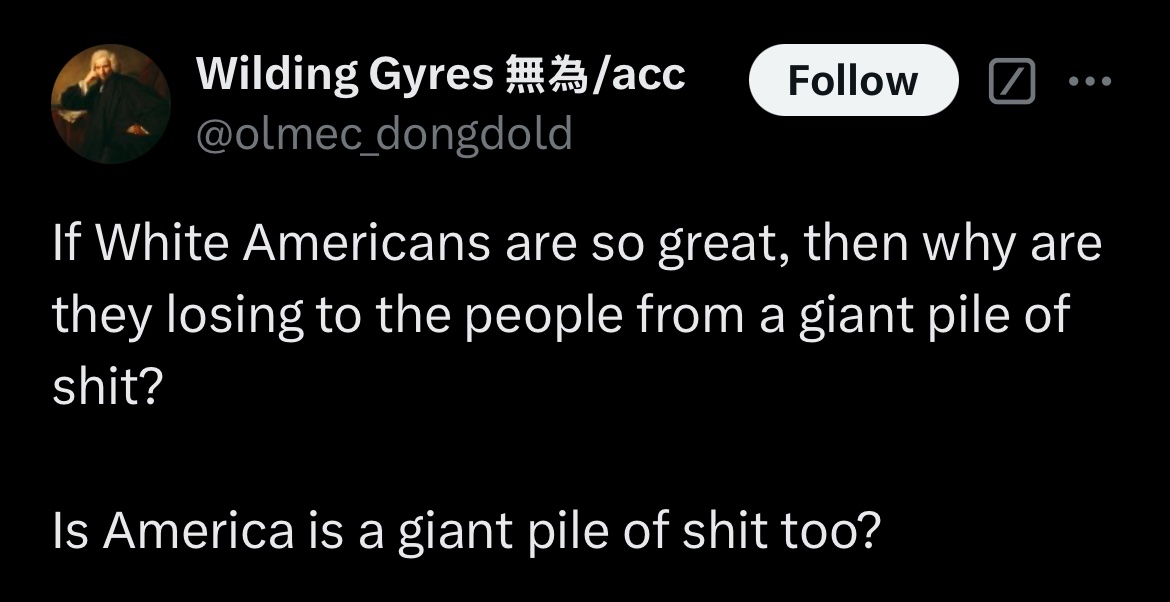 Wilding Gyres 無為/acc
Follow
@olmec_dongdold
If White Americans are so great, then why are
they losing to the people from a giant pile of
shit?
Is America is a giant pile of shit too?